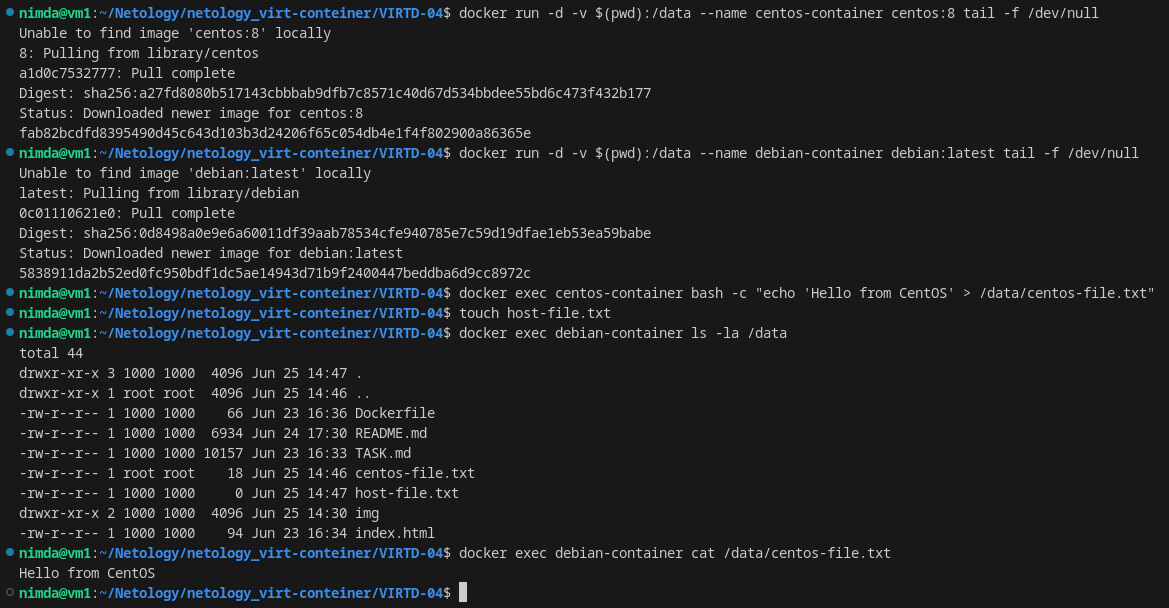 nimda@vm1:~/Netology/netology_virt-conteiner/VIRTD-04$ docker run -d -v $(pwd):/data --name centos-container centos:8 tail -f /dev/null
Unable to find image 'centos:8' locally
8: Pulling from library/centos
a1d0c7532777: Pull complete
Digest: sha256:a27fd8080b517143cbbbab9dfb7c8571c40d67d534bbdee55bd6c473f432b177
Status: Downloaded newer image for centos:8
fab82bcdfd8395490d45c643d103b3d24206f65c054db4e1f4f802900a86365e
nimda@vm1:~/Netology/netology_virt-conteiner/VIRTD-04$ docker run -d -v $(pwd):/data --name debian-container debian:latest tail -f /dev/null
Unable to find image 'debian:latest' locally
latest: Pulling from library/debian
0c01110621e0: Pull complete
Digest: sha256:0d8498a0e9e6a60011df39aab78534cfe940785e7c59d19dfae1eb53ea59babe
Status: Downloaded newer image for debian:latest
5838911da2b52ed0fc950bdf1dc5ae14943d71b9f2400447beddba6d9cc8972c
nimda@vm1:~/Netology/netology_virt-conteiner/VIRTD-04$ docker exec centos-container bash -c "echo 'Hello from CentOS' > /data/centos-file.txt"
nimda@vm1:~/Netology/netology_virt-conteiner/VIRTD-04$ touch host-file.txt
nimda@vm1:~/Netology/netology_virt-conteiner/VIRTD-04$ docker exec debian-container ls -la /data
total 44
drwxr-xr-x 3 1000 1000  4096 Jun 25 14:47 .
drwxr-xr-x 1 root root  4096 Jun 25 14:46 ..
-rw-r--r-- 1 1000 1000    66 Jun 23 16:36 Dockerfile
-rw-r--r-- 1 1000 1000  6934 Jun 24 17:30 README.md
-rw-r--r-- 1 1000 1000 10157 Jun 23 16:33 TASK.md
-rw-r--r-- 1 root root    18 Jun 25 14:46 centos-file.txt
-rw-r--r-- 1 1000 1000     0 Jun 25 14:47 host-file.txt
drwxr-xr-x 2 1000 1000  4096 Jun 25 14:30 img
-rw-r--r-- 1 1000 1000    94 Jun 23 16:34 index.html
nimda@vm1:~/Netology/netology_virt-conteiner/VIRTD-04$ docker exec debian-container cat /data/centos-file.txt
Hello from CentOS
nimda@vm1:~/Netology/netology_virt-conteiner/VIRTD-04$